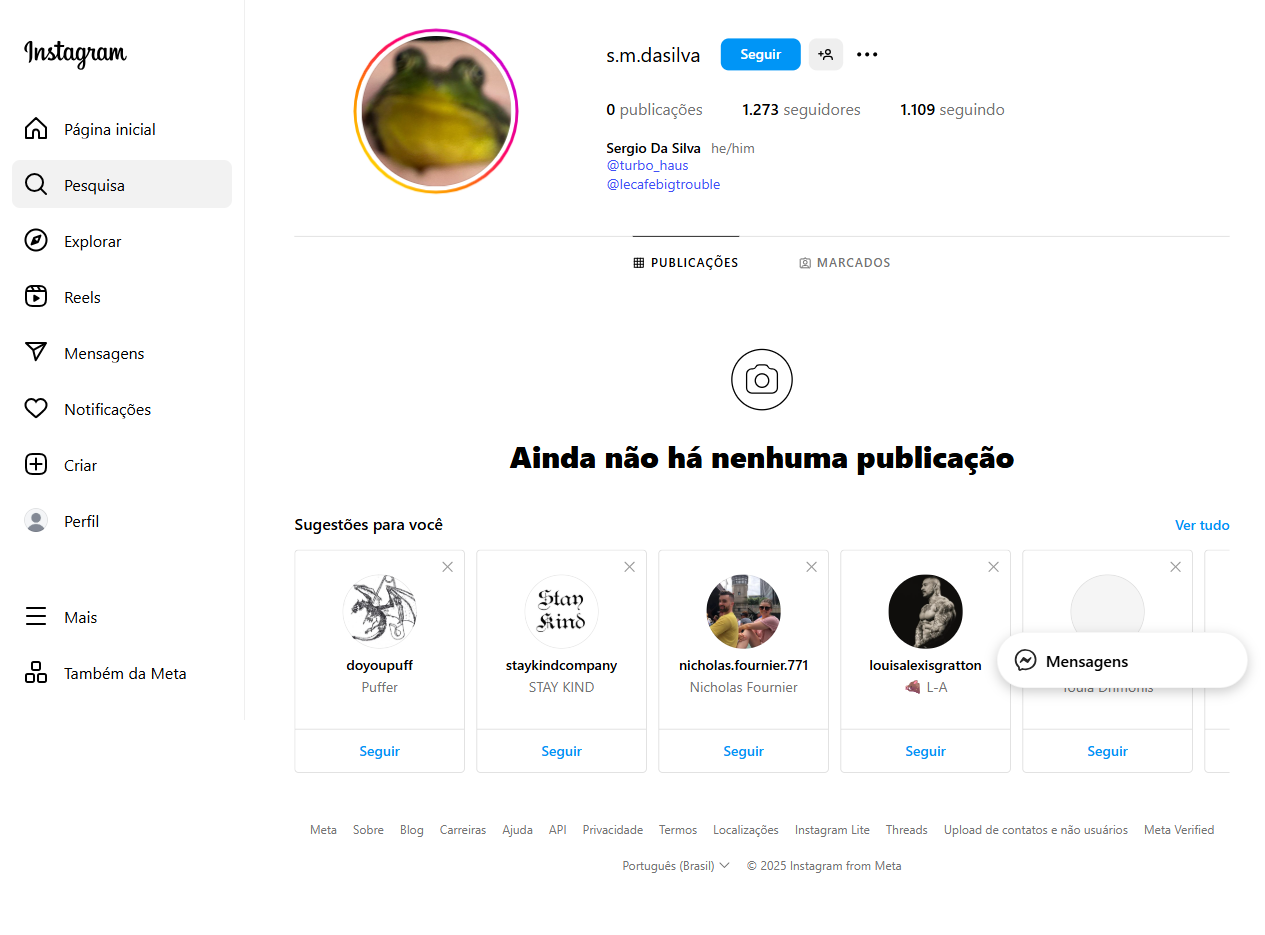 Instagram
Página inicial
Pesquisa
Explorar
Reels
Mensagens
Notificações
Criar
Perfil
Mais
Também da Meta
s.m.dasilva
Seguir
0 publicações 1.273 seguidores 1.109 seguindo
Sergio Da Silva he/him
@turbo_haus
@lecafebigtrouble
PUBLICAÇÕES MARCADOS
Ainda não há nenhuma publicação
Sugestões para você Ver tudo
Stay
Kind
doyoupuff staykindcompany nicholas.fournier.771 louisalexisgratton
Puffer STAY KIND Nicholas Fournier L-A
Mensagens
Seguir Seguir Seguir Seguir Seguir
Meta Sobre Blog Carreiras Ajuda API Privacidade Termos Localizações Instagram Lite Threads Upload de contatos e não usuários Meta Verified
Português (Brasil) © 2025 Instagram from Meta